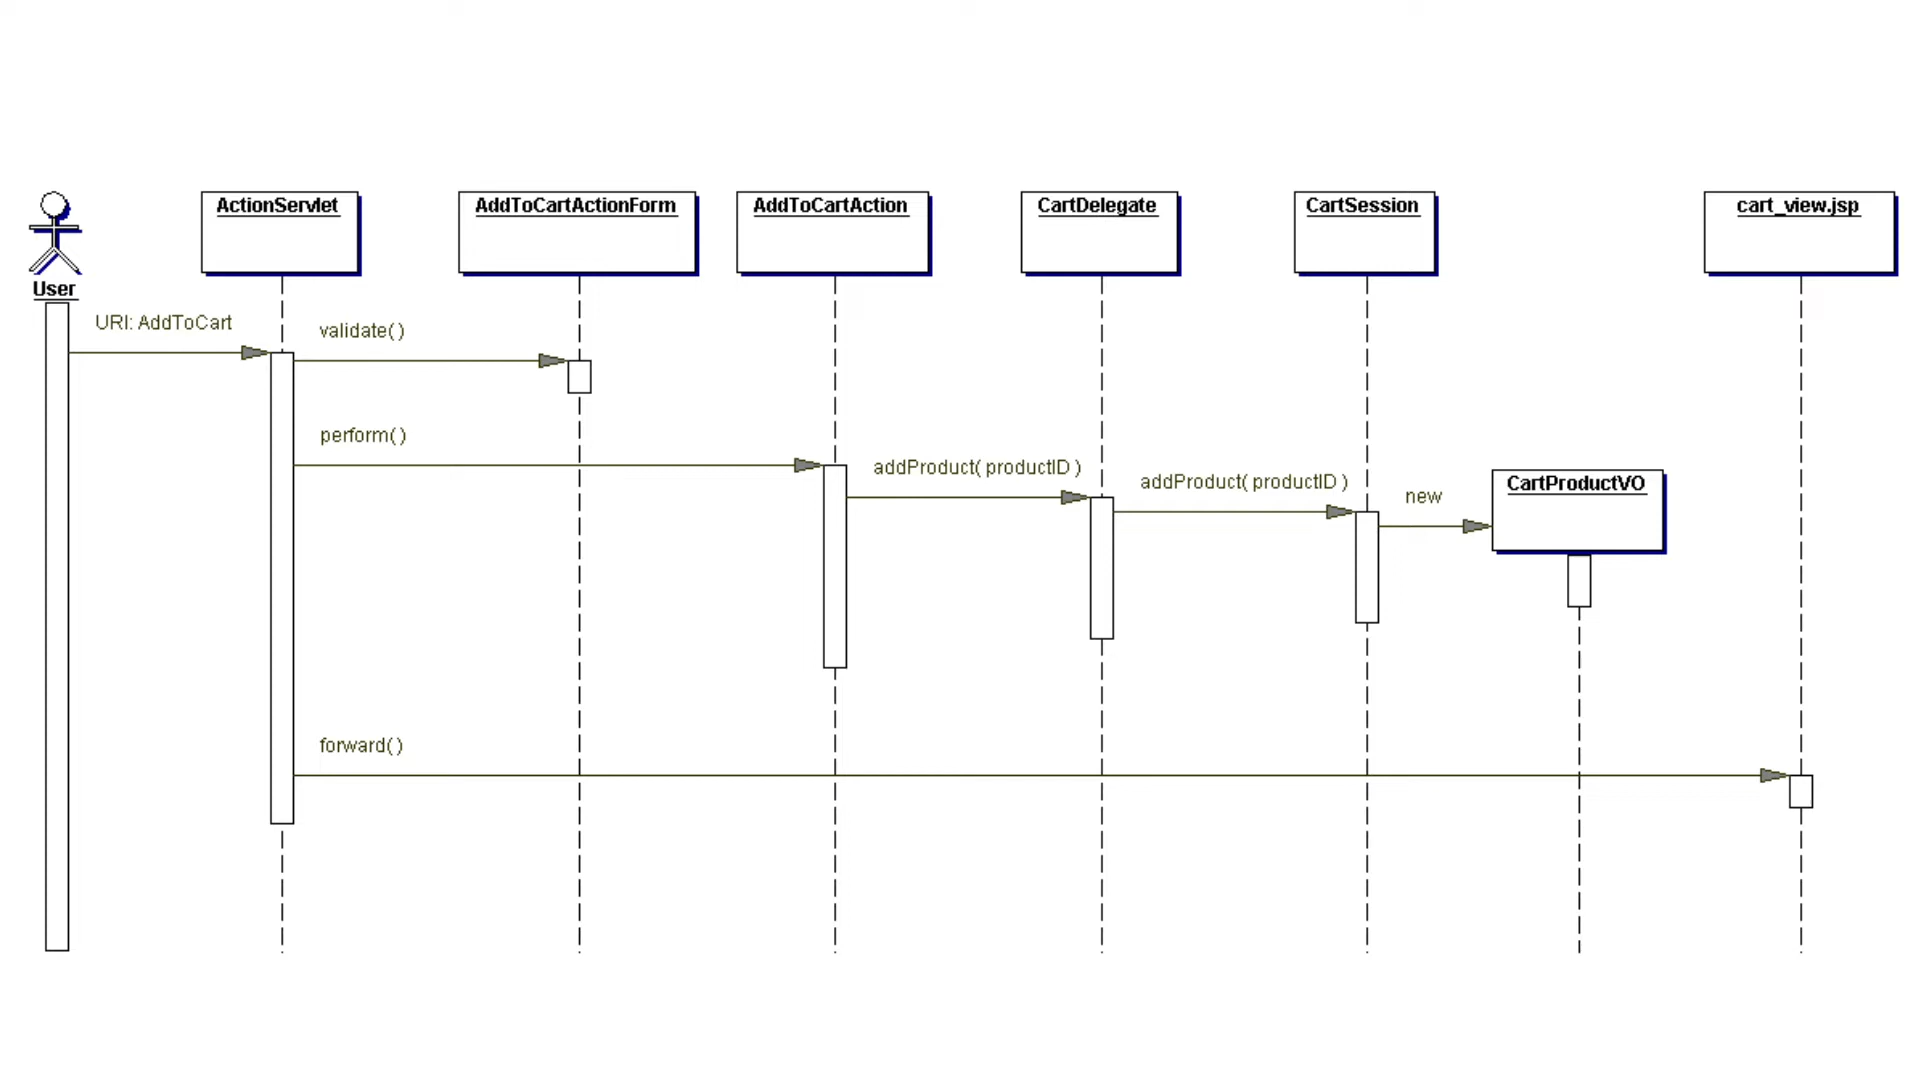 ActionServlet
AddToCartActionForm
AddToCartAction
CartDelegate
CartSession
cart_view.jsp
User
URI: AddToCart
validate()
perform()
addProduct( productID )
addProduct( productID )
new
CartProductVO
forward()